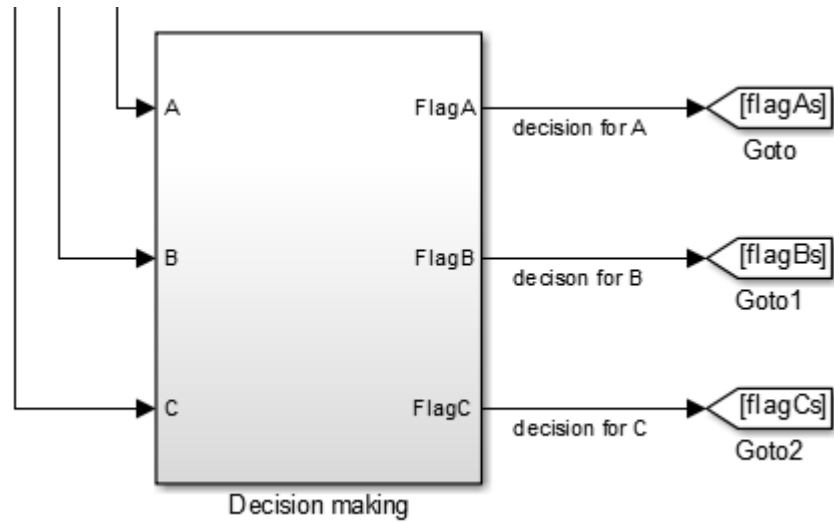 A
FlagA
decision for A
[flagAs]
Goto
B
FlagB
decison for B
[flagBs]
Goto1
C
FlagC
decision for C
[flagCs]
Goto2
Decision making